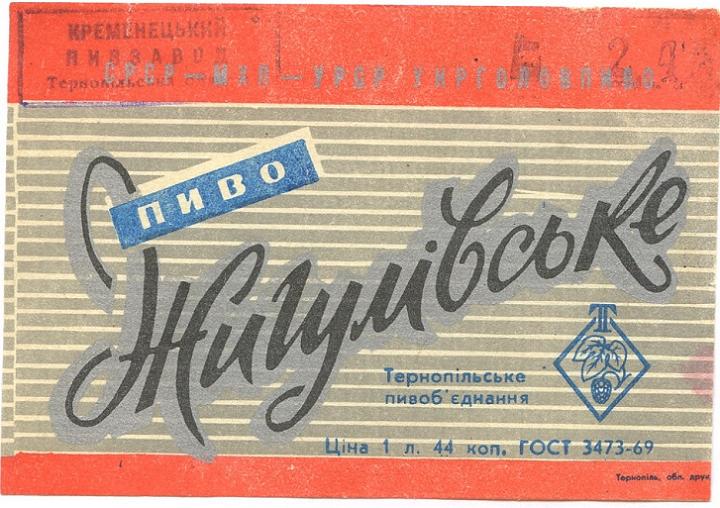 КРЕМЕНЕЦЬКИЙ
ПИВЗАВОД
Тернопільська
СРСР—МХП—УРСР УКРГОЛОВПИВО
ПИВО
Жигулівське
Тернопільське
пивоб'єднання
Ціна 1 л. 44 коп. ГОСТ 3473-69
Тернопіль, обл. друк